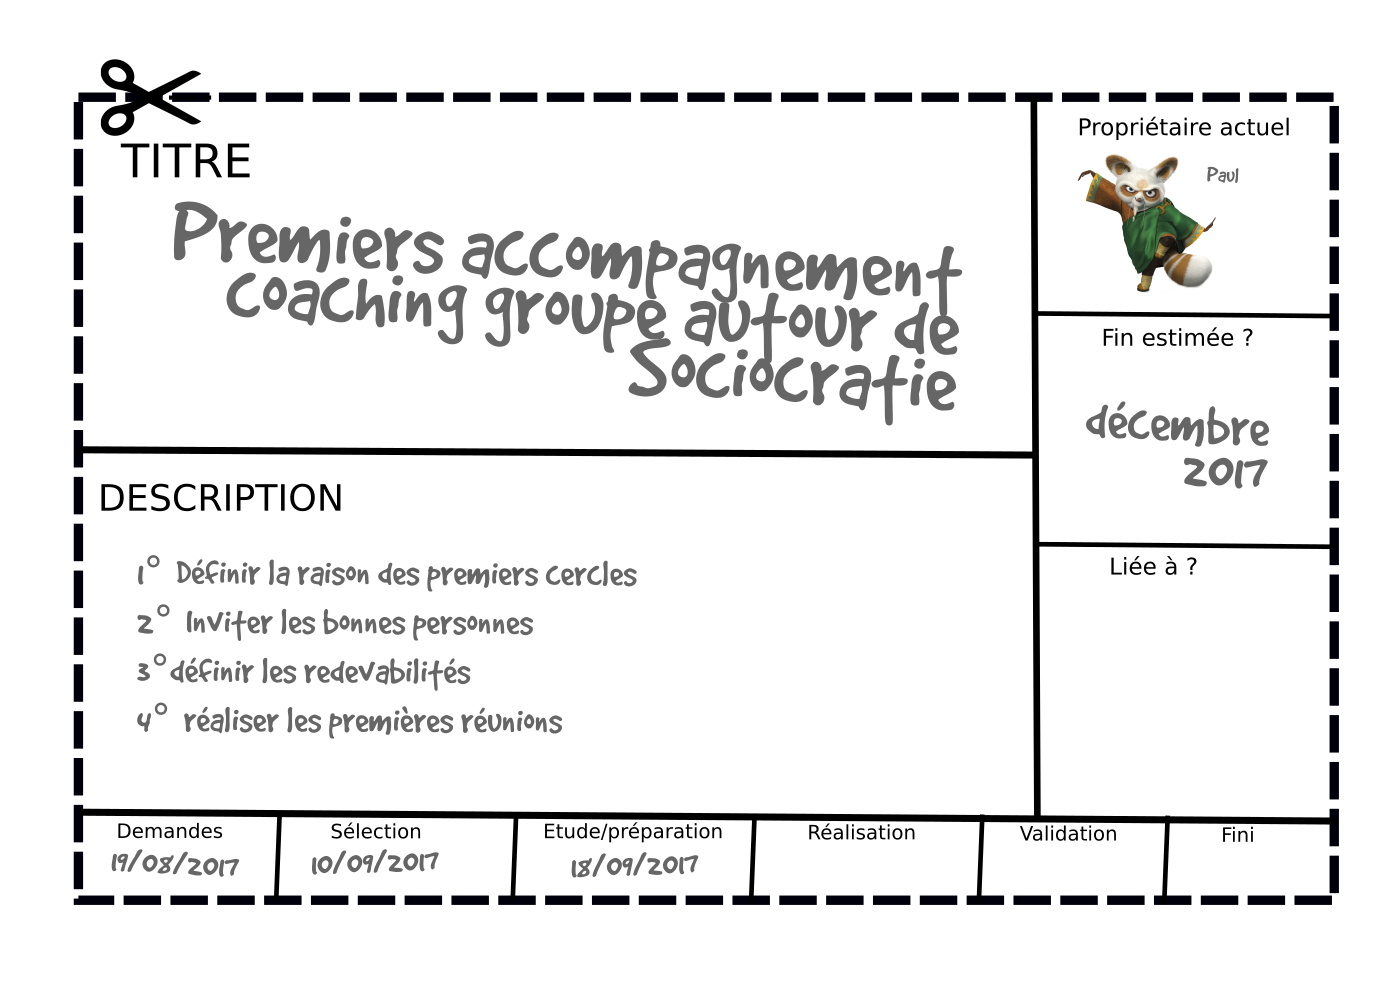 TITRE
Premiers accompagnement
coaching groupe autour de
Sociocratie
Propriétaire actuel
Paul
Fin estimée ?
décembre
2017
Liée à ?
DESCRIPTION
1° Définir la raison des premiers cercles
2° Inviter les bonnes personnes
3° définir les redevabilités
4° réaliser les premières réunions
Demandes
19/08/2017
Sélection
10/09/2017
Etude/préparation
18/09/2017
Réalisation
Validation
Fini